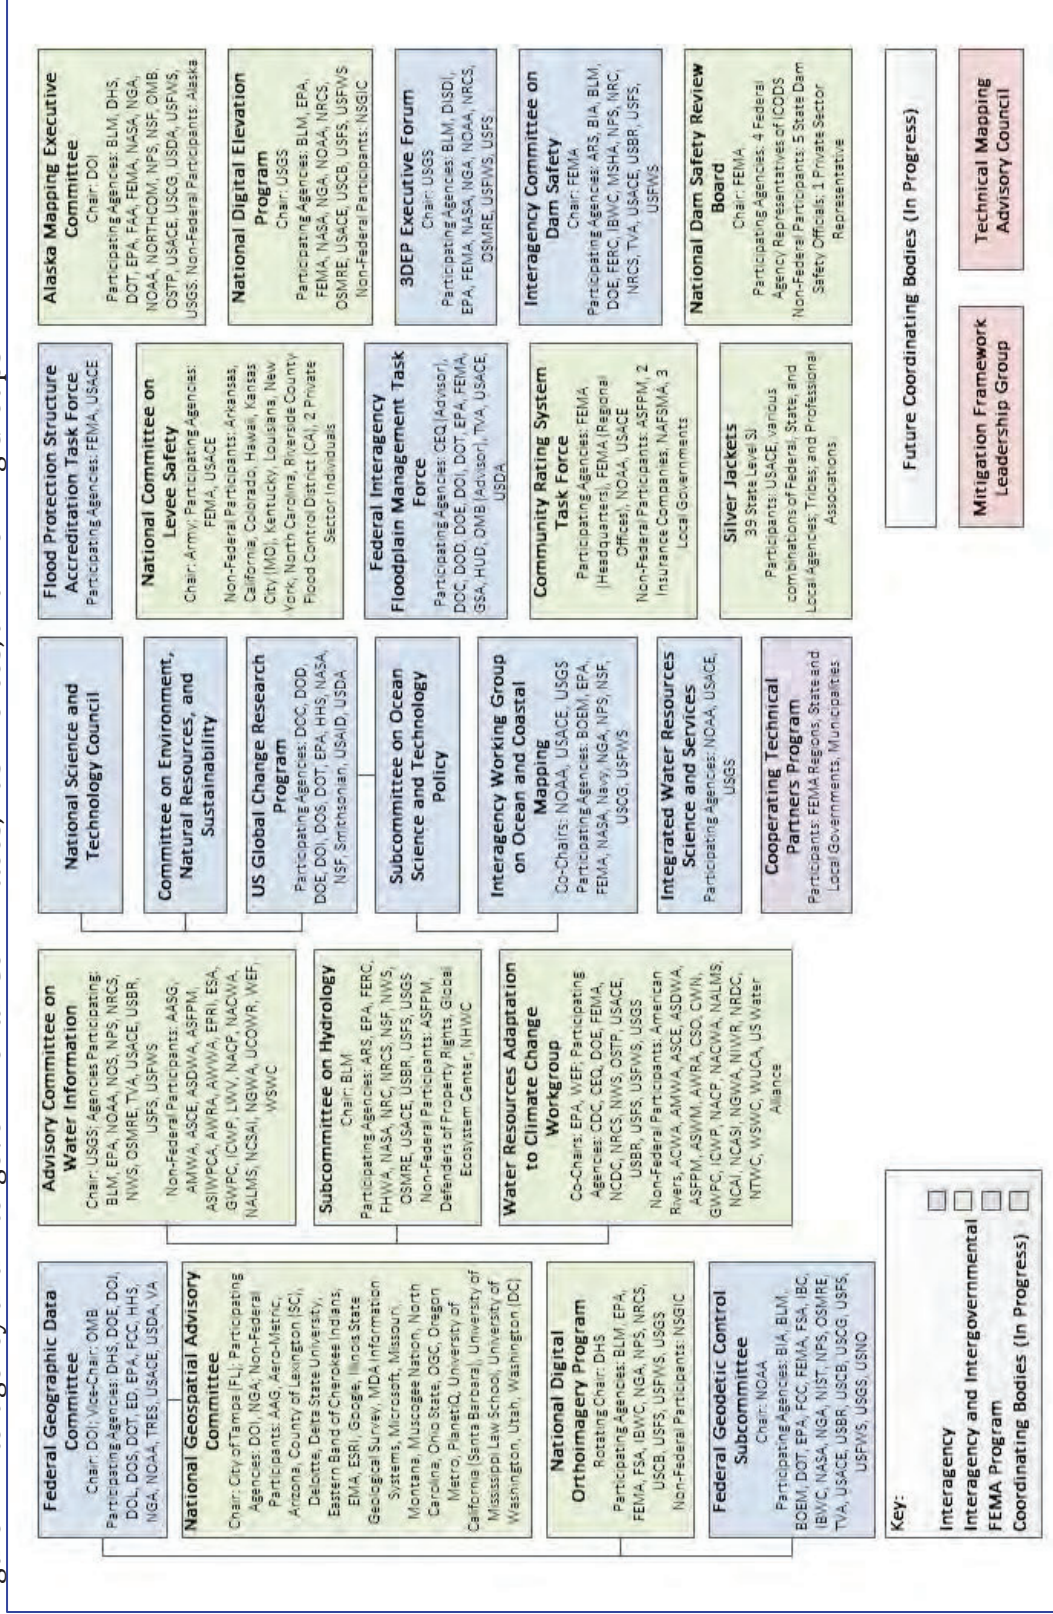 Federal Geographic Data
Committee
Chair: DOI; Vice-Chair: OMB
Participating Agencies: DHS, DOE, DOI,
DOL, DOS, DOT, ED, EPA, FCC, HHS,
NGA, NOAA, TRES, USACE, USDA, VA
National Geospatial Advisory
Committee
Chair: City of Tampa (FL); Participating
Agencies: DOI, NGA; Non-Federal
Participants: AAG, Aero-Metric,
Arizona, County of Lexington (SC),
Deloitte, Delta State University,
Eastern Band of Cherokee Indians,
EMA, ESRI, Google, Illinois State
Geological Survey, MDA Information
Systems, Microsoft, Missouri,
Montana, Muscogee Nation, North
Carolina, Ohio State, OGC, Oregon
Metro, PlanetiQ, University of
California (Santa Barbara), University of
Mississippi Law School, University of
Washington, Utah, Washington (DC)
National Digital
Orthoimagery Program
Rotating Chair: DHS
Participating Agencies: BLM, EPA,
FEMA, FSA, IBWC, NGA, NPS, NRCS,
USCB, USFS, USFWS, USGS
Non-Federal Participants: NSGIC
Federal Geodetic Control
Subcommittee
Chair: NOAA
Participating Agencies: BIA, BLM,
BOEM, DOT, EPA, FCC, FEMA, FSA, IBC,
IBWC, NASA, NGA, NIST, NPS, OSMRE,
TVA, USACE, USBR, USCB, USCG, USFS,
USFWS, USGS, USNO
Advisory Committee on
Water Information
Chair: USGS; Agencies Participating:
BLM, EPA, NOAA, NOS, NPS, NRCS,
NWS, OSMRE, TVA, USACE, USBR,
USFS, USFWS
Non-Federal Participants: AASG,
AMWA, ASCE, ASDWA, ASFPM,
ASIWPCA, AWRA, AWWA, EPRI, ESA,
GWPC, ICWP, LWV, NACP, NACWA,
NALMS, NCSAI, NGWA, UCOWR, WEF,
WSWC
Subcommittee on Hydrology
Chair: BLM
Participating Agencies: ARS, EPA, FERC,
FHWA, NASA, NRC, NRCS, NSF, NWS,
OSMRE, USACE, USBR, USFS, USGS
Non-Federal Participants: ASFPM,
Defenders of Property Rights, Global
Ecosystem Center, NHWC
Water Resources Adaptation
to Climate Change
Workgroup
Co-Chairs: EPA, WEF; Participating
Agencies: CDC, CEQ, DOE, FEMA,
NCDC, NRCS, NWS, OSTP, USACE,
USBR, USFS, USFWS, USGS
Non-Federal Participants: American
Rivers, ACWA, AMWA, ASCE, ASDWA,
ASFPM, ASWM, AWRA, CSO, CWN,
GWPC, ICWP, NACP, NACWA, NALMS,
NCAI, NCASI, NGWA, NIWR, NRDC,
NTWC, WSWC, WUCA, US Water
Alliance
National Science and
Technology Council
Committee on Environment,
Natural Resources, and
Sustainability
US Global Change Research
Program
Participating Agencies: DOC, DOD,
DOE, DOI, DOS, DOT, EPA, HHS, NASA,
NSF, Smithsonian, USAID, USDA
Subcommittee on Ocean
Science and Technology
Policy
Interagency Working Group
on Ocean and Coastal
Mapping
Co-Chairs: NOAA, USACE, USGS
Participating Agencies: BOEM, EPA,
FEMA, NASA, Navy, NGA, NPS, NSF,
USCG, USFWS
Integrated Water Resources
Science and Services
Participating Agencies: NOAA, USACE,
USGS
Cooperating Technical
Partners Program
Participants: FEMA Regions, State and
Local Governments, Municipalities
Flood Protection Structure
Accreditation Task Force
Participating Agencies: FEMA, USACE
National Committee on
Levee Safety
Chair: Army; Participating Agencies:
FEMA, USACE
Non-Federal Participants: Arkansas,
California, Colorado, Hawaii, Kansas
City (MO), Kentucky, Louisiana, New
York, North Carolina, Riverside County
Flood Control District (CA), 2 Private
Sector Individuals
Federal Interagency
Floodplain Management Task
Force
Participating Agencies: CEQ (Advisor),
DOC, DOD, DOE, DOI, DOT, EPA, FEMA,
GSA, HUD, OMB (Advisor), TVA, USACE,
USDA
Community Rating System
Task Force
Participating Agencies: FEMA
(Headquarters), FEMA (Regional
Offices), NOAA, USACE
Non-Federal Participants: ASFPM, 2
Insurance Companies, NAFSMA, 3
Local Governments
Silver Jackets
39 State Level SJ
Participants: USACE, various
combinations of Federal, State, and
Local Agencies; Tribes; and Professional
Associations
Alaska Mapping Executive
Committee
Chair: DOI
Participating Agencies: BLM, DHS,
DOT, EPA, FAA, FEMA, NASA, NGA,
NOAA, NORTHCOM, NPS, NSF, OMB,
OSTP, USACE, USCG, USDA, USFWS,
USGS; Non-Federal Participants: Alaska
National Digital Elevation
Program
Chair: USGS
Participating Agencies: BLM, EPA,
FEMA, NASA, NGA, NOAA, NRCS,
OSMRE, USACE, USCB, USFS, USFWS
Non-Federal Participants: NSGIC
3DEP Executive Forum
Chair: USGS
Participating Agencies: BLM, DISDI,
EPA, FEMA, NASA, NGA, NOAA, NRCS,
OSMRE, USFWS, USFS
Interagency Committee on
Dam Safety
Chair: FEMA
Participating Agencies: ARS, BIA, BLM,
DOE, FERC, IBWC, MSHA, NPS, NRC,
NRCS, TVA, USACE, USBR, USFS,
USFWS
National Dam Safety Review
Board
Chair: FEMA
Participating Agencies: 4 Federal
Agency Representatives of ICODS
Non-Federal Participants: 5 State Dam
Safety Officials; 1 Private Sector
Representative
Key:
Interagency
Interagency and Intergovernmental
FEMA Program
Coordinating Bodies (In Progress)
Future Coordinating Bodies (In Progress)
Mitigation Framework
Leadership Group
Technical Mapping
Advisory Council